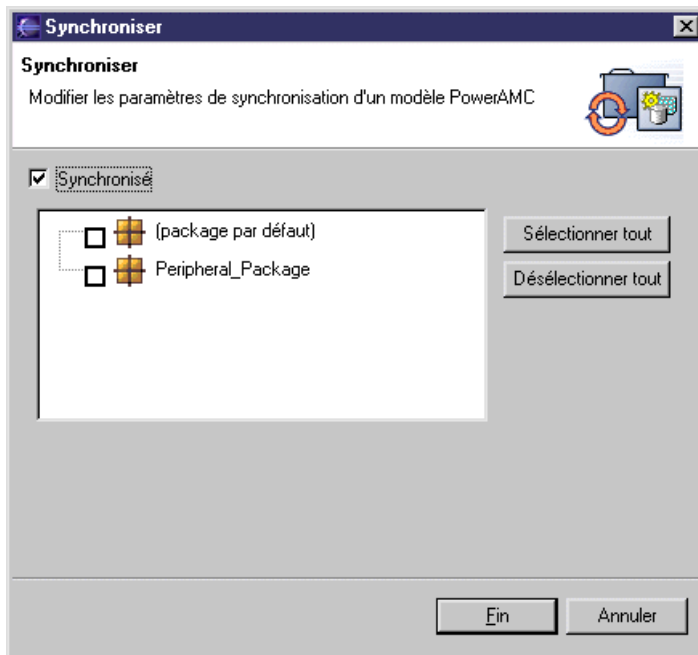 Synchroniser
Synchroniser
Modifier les paramètres de synchronisation d'un modèle PowerAMC
Synchronisé
(package par défaut)
Peripheral_Package
Sélectionner tout
Désélectionner tout
Fin
Annuler